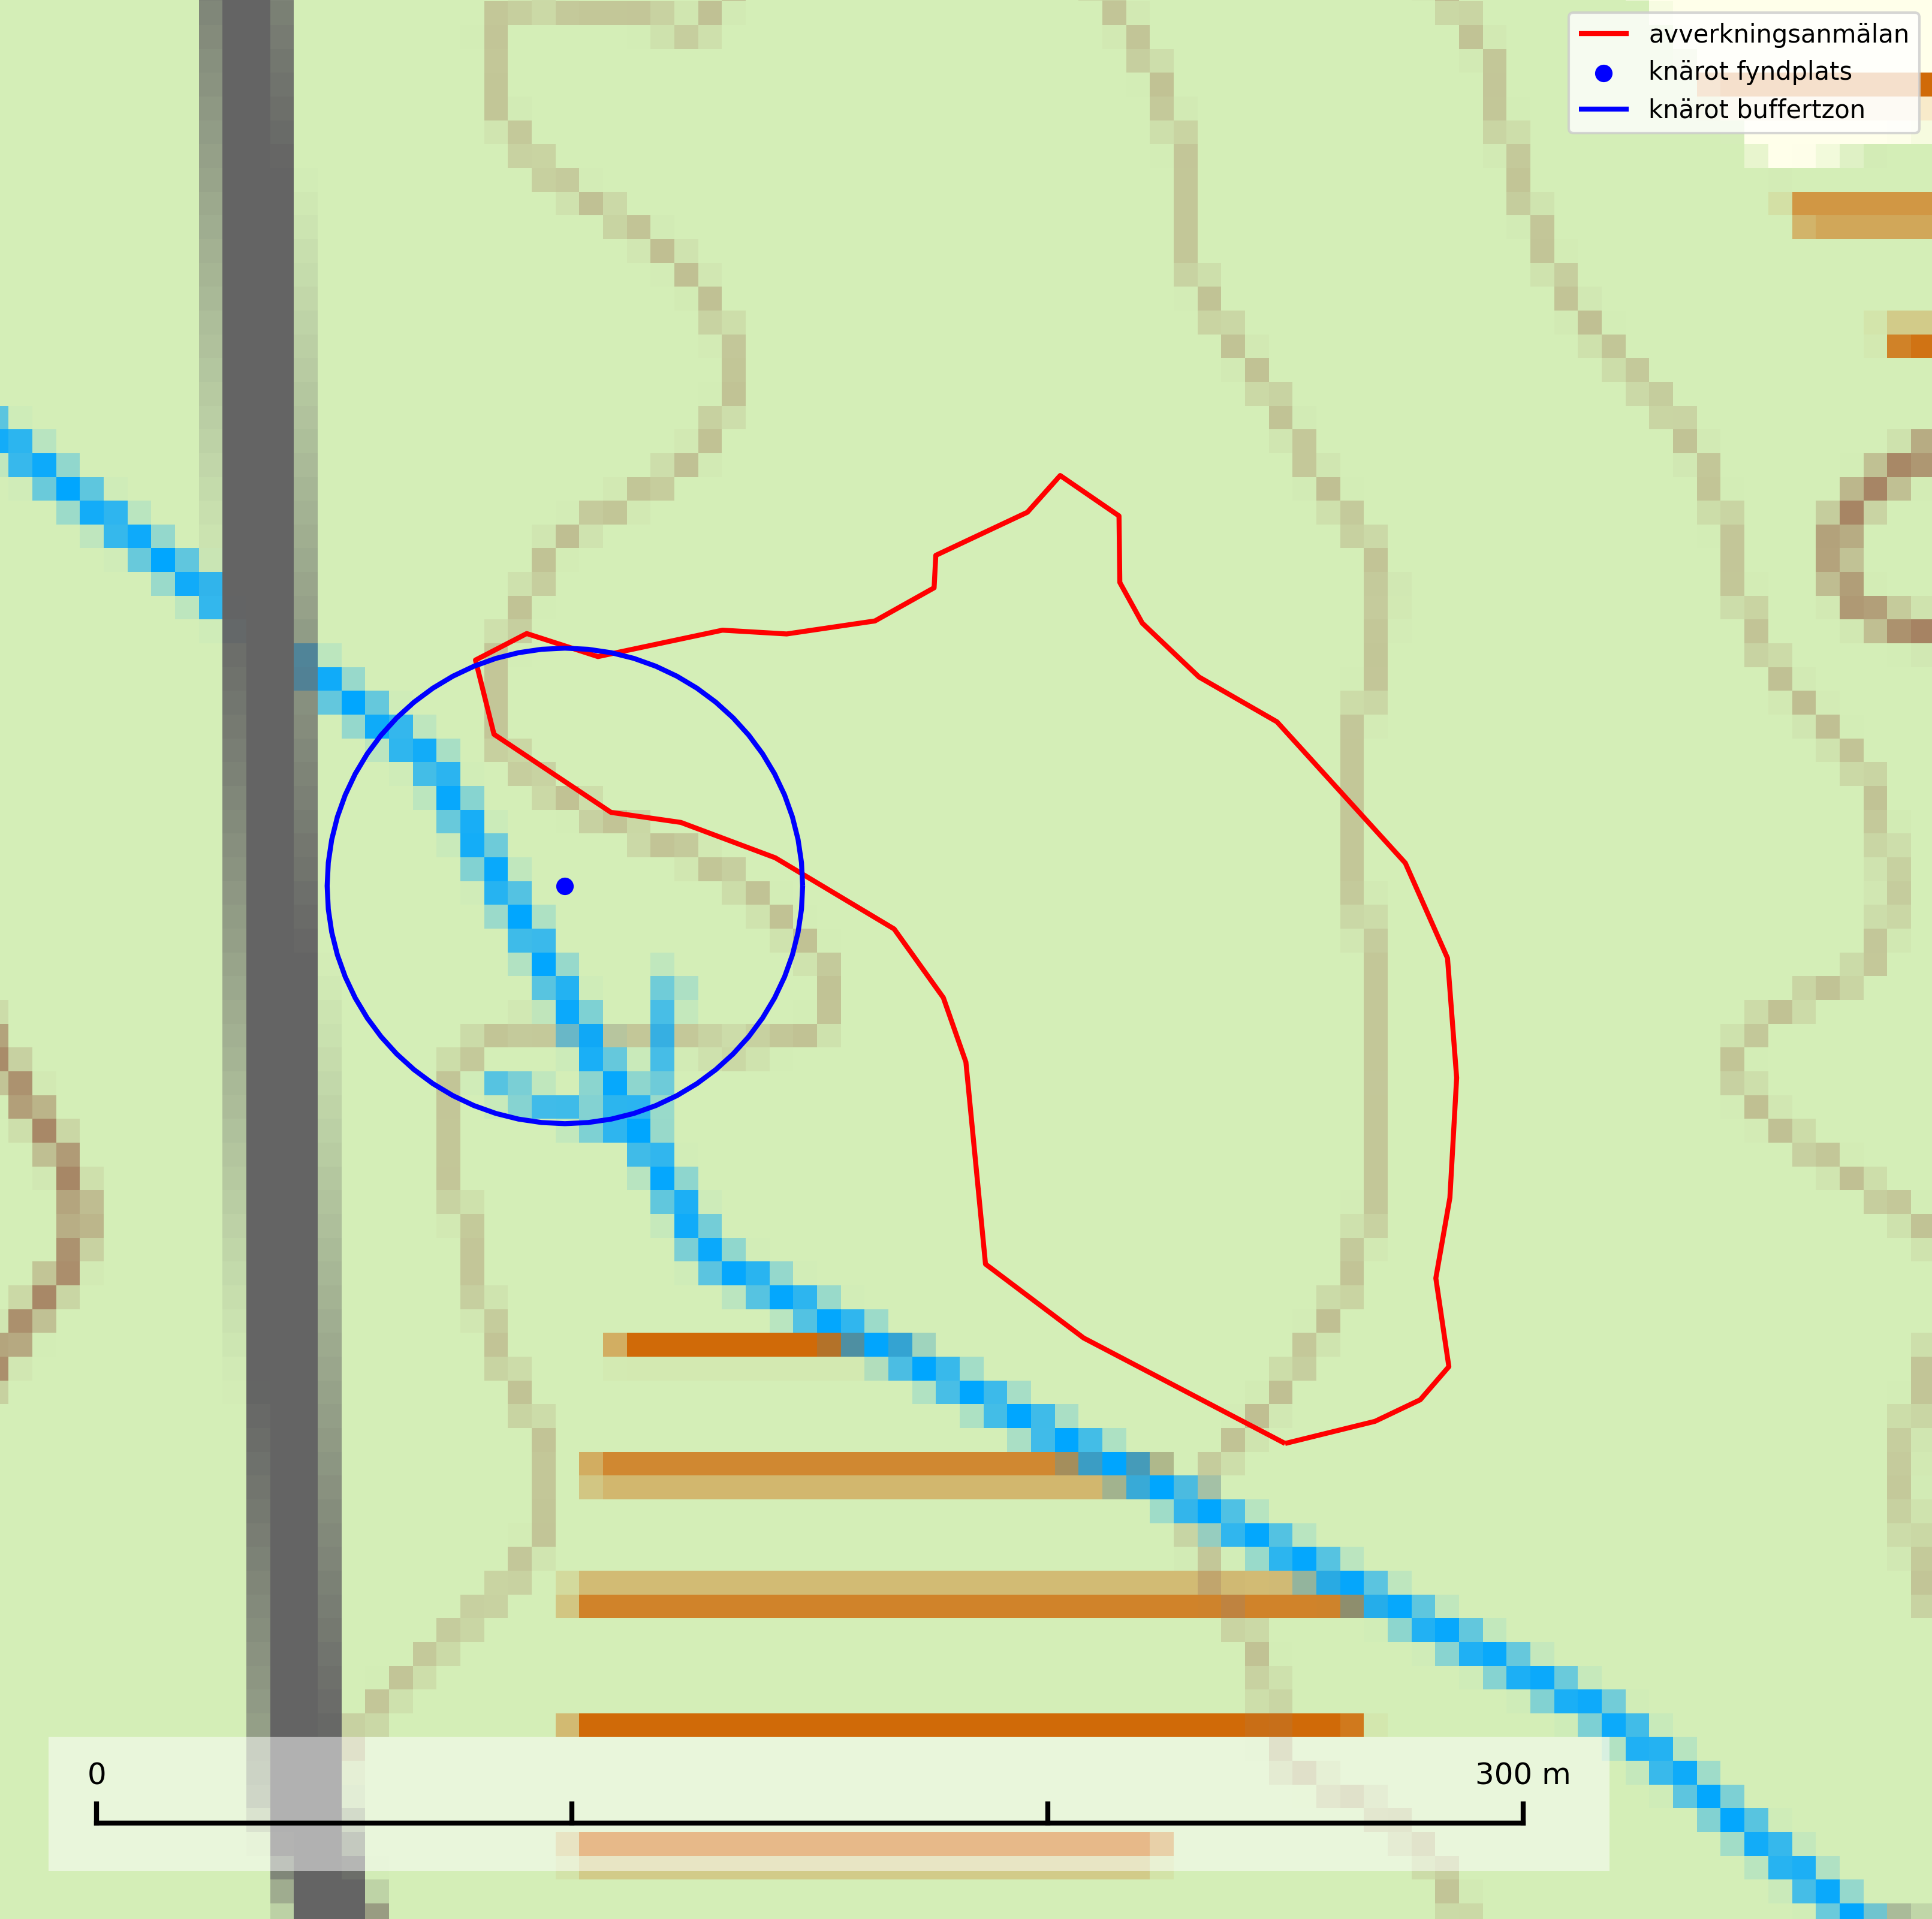 avverkningsanmälan
knärot fyndplats
knärot buffertzon
0 300 m